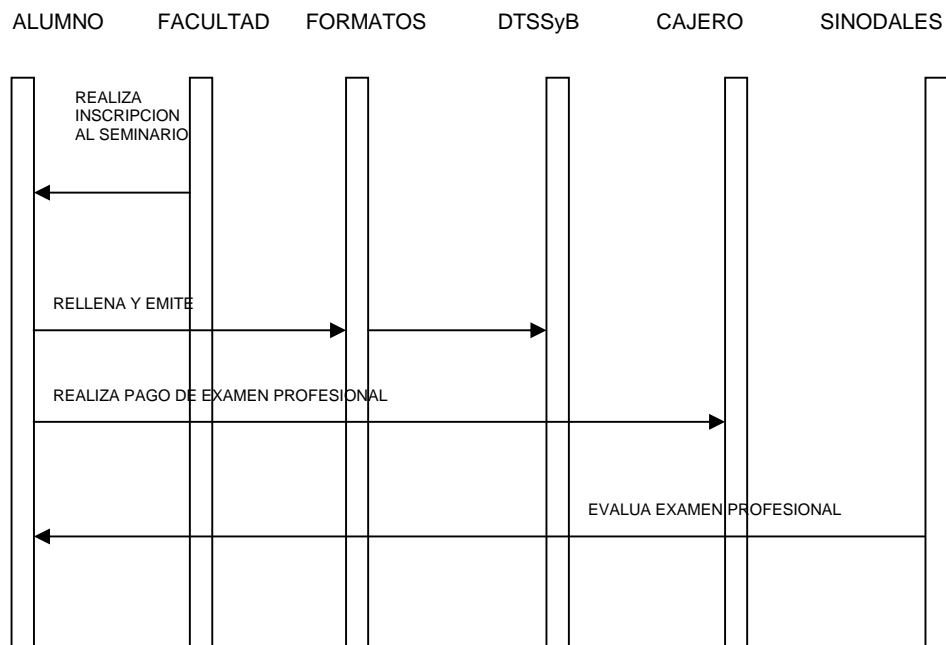 ALUMNO FACULTAD FORMATOS DTSSyB CAJERO SINODALES
REALIZA
INSCRIPCION
AL SEMINARIO
RELLENA Y EMITE
REALIZA PAGO DE EXAMEN PROFESIONAL
EVALUA EXAMEN PROFESIONAL